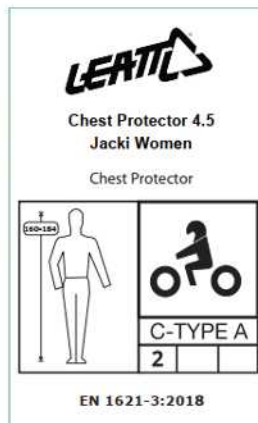 LEATT
Chest Protector 4.5
Jacki Women
Chest Protector
160-184
C-TYPE A
2
EN 1621-3:2018